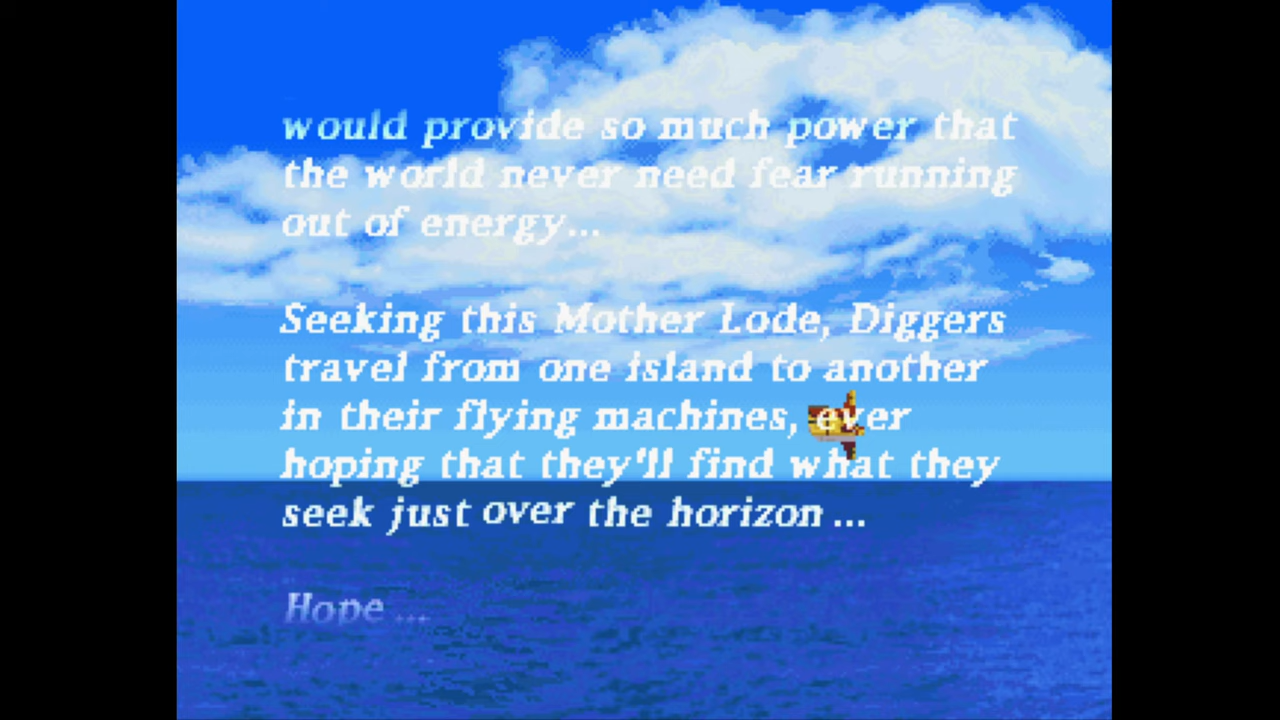 would provide so much power that
the world never need fear running
out of energy...
Seeking this Mother Lode, Diggers
travel from one island to another
in their flying machines, ever
hoping that they'll find what they
seek just over the horizon ...
Hope ...